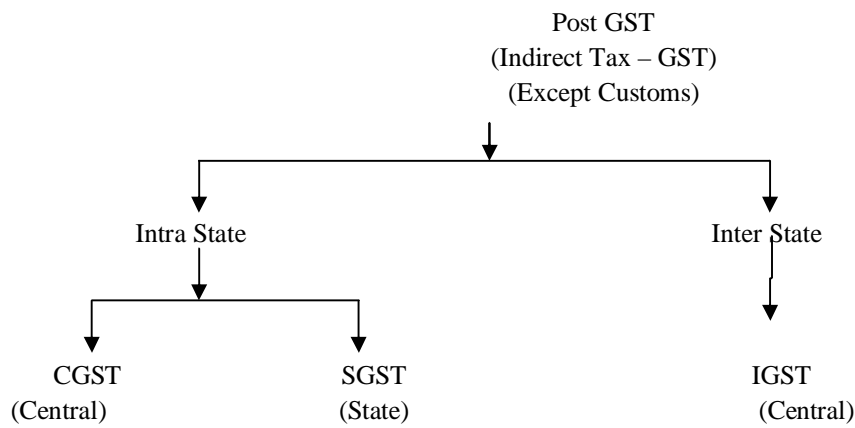 Post GST
(Indirect Tax – GST)
(Except Customs)
Intra State
Inter State
CGST
(Central)
SGST
(State)
IGST
(Central)